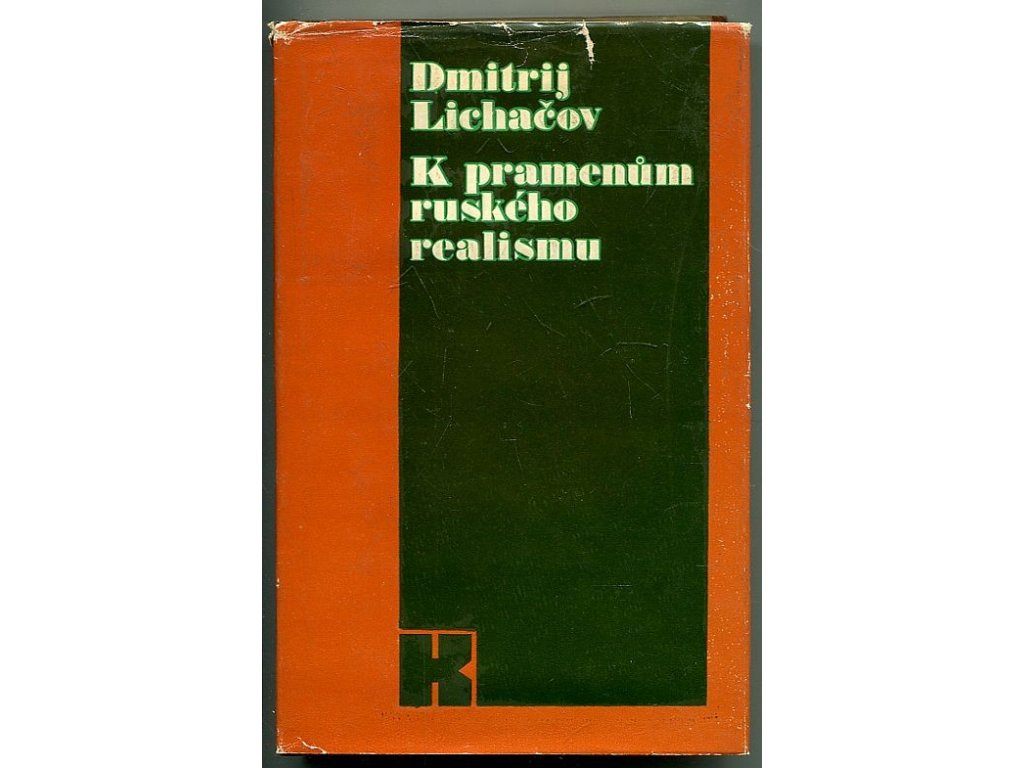 Dmitrij
Lichačov
K pramenům
ruského
realismu
K